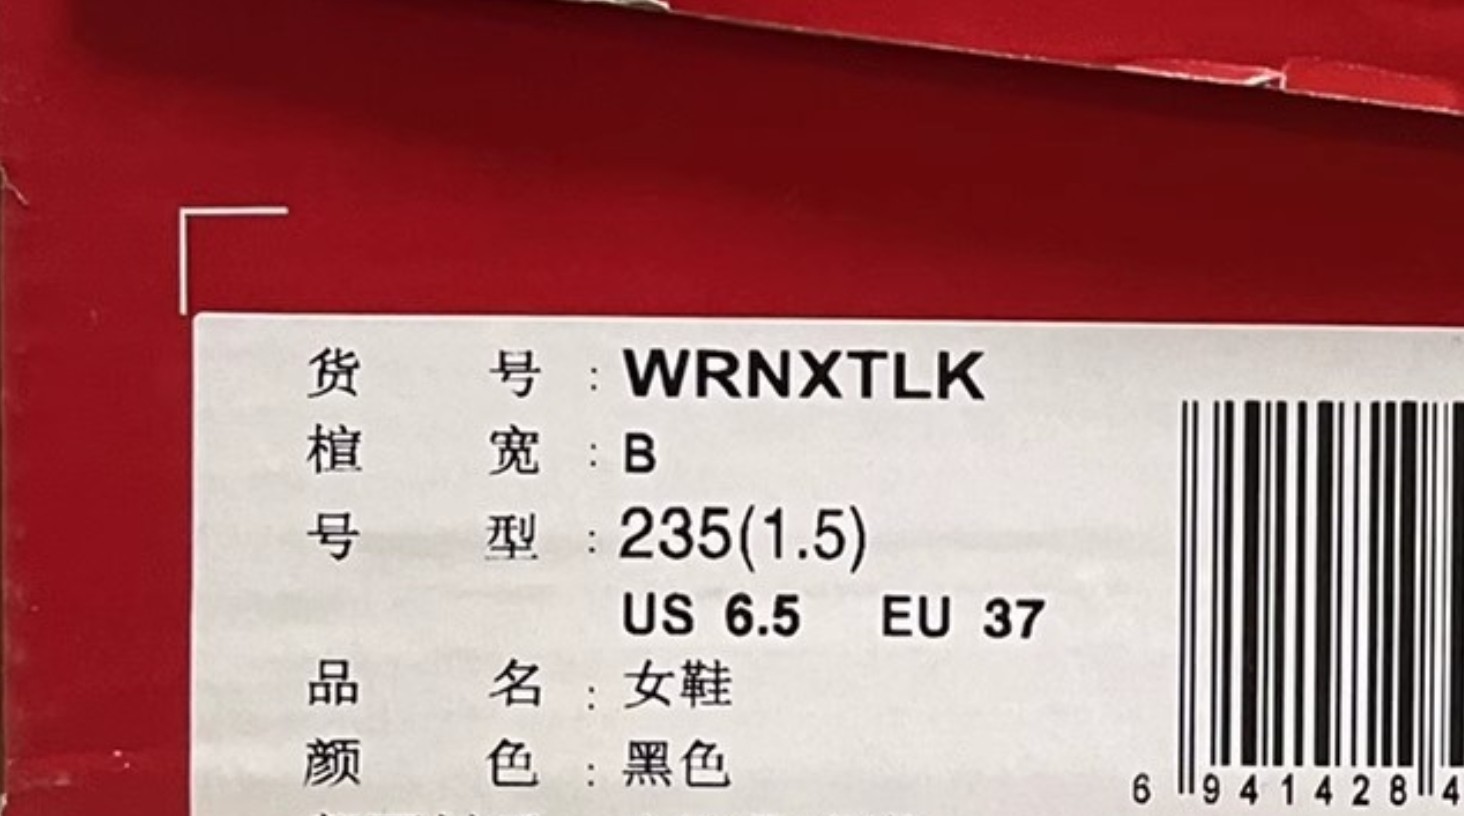 货 号 : WRNXTLK
楦 宽 : B
号 型 : 235(1.5)
US 6.5 EU 37
品 名 : 女鞋
颜 色 : 黑色
6 941428 4